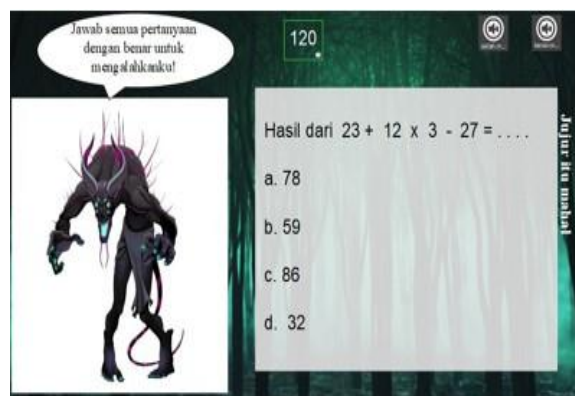 Jawab semua pertanyaan
dengan benar untuk
mengalahkanku!
120
Hasil dari 23 + 12 x 3 - 27 = . . . .
a. 78
b. 59
c. 86
d. 32
Jujur itu mahal